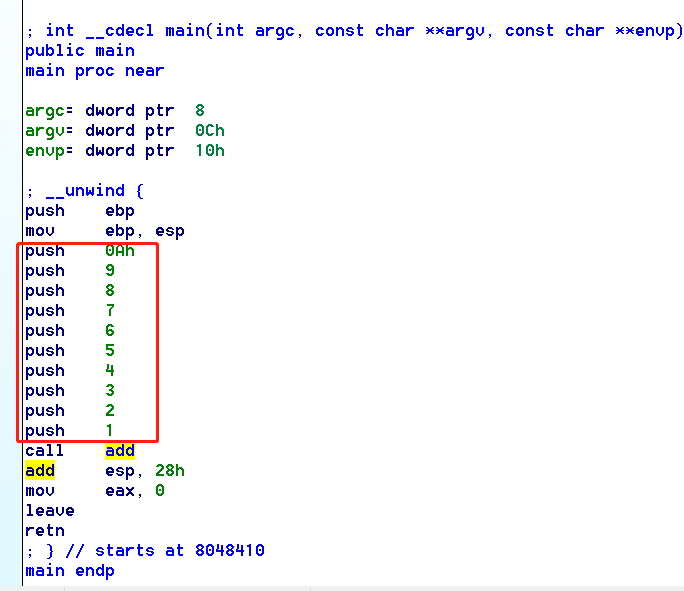 ; int __cdecl main(int argc, const char **argv, const char **envp)
public main
main proc near
argc= dword ptr  8
argv= dword ptr  0Ch
envp= dword ptr  10h
; __unwind {
push    ebp
mov     ebp, esp
push    0Ah
push    9
push    8
push    7
push    6
push    5
push    4
push    3
push    2
push    1
call    add
add     esp, 28h
mov     eax, 0
leave
retn
; } // starts at 8048410
main endp